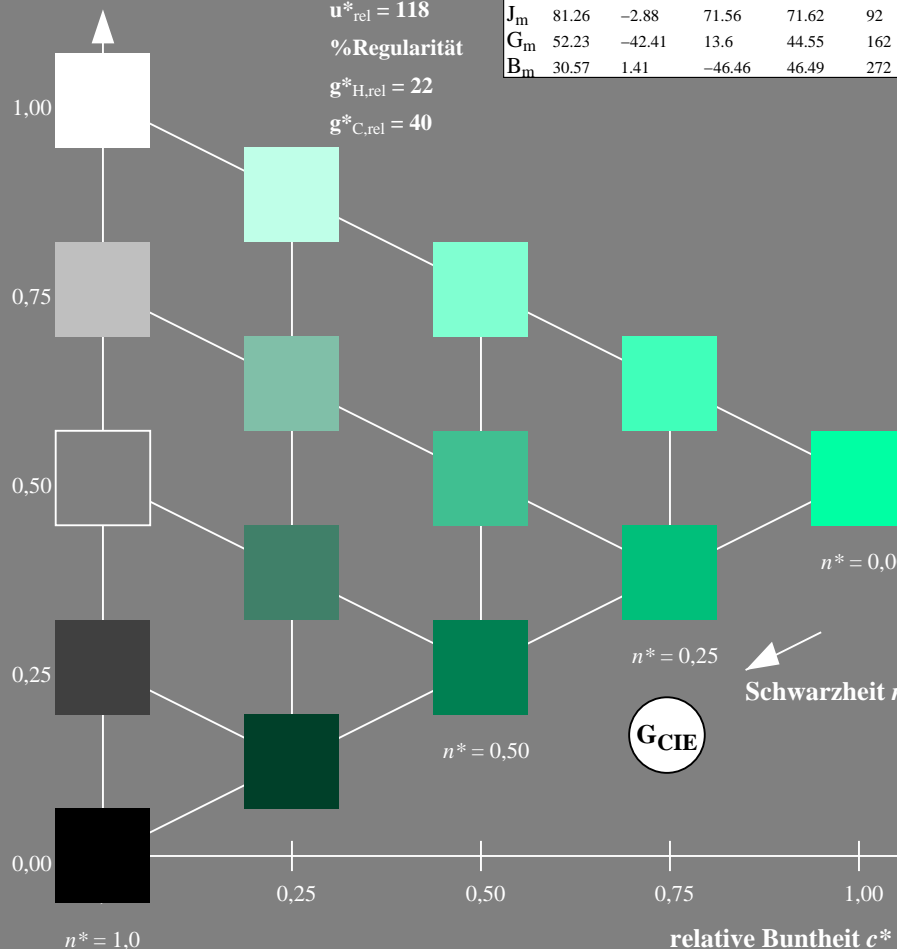 u*rel = 118
%Regularität
g*H,rel = 22
g*C,rel = 40
Jm 81.26 −2.88 71.56 71.62 92
Gm 52.23 −42.41 13.6 44.55 162
Bm 30.57 1.41 −46.46 46.49 272
1,00
0,75
0,50
n* = 0,0
n* = 0,25
0,25
Schwarzheit
GCIE
n* = 0,50
0,00
0,25 0,50 0,75 1,00
n* = 1,0
relative Buntheit c*